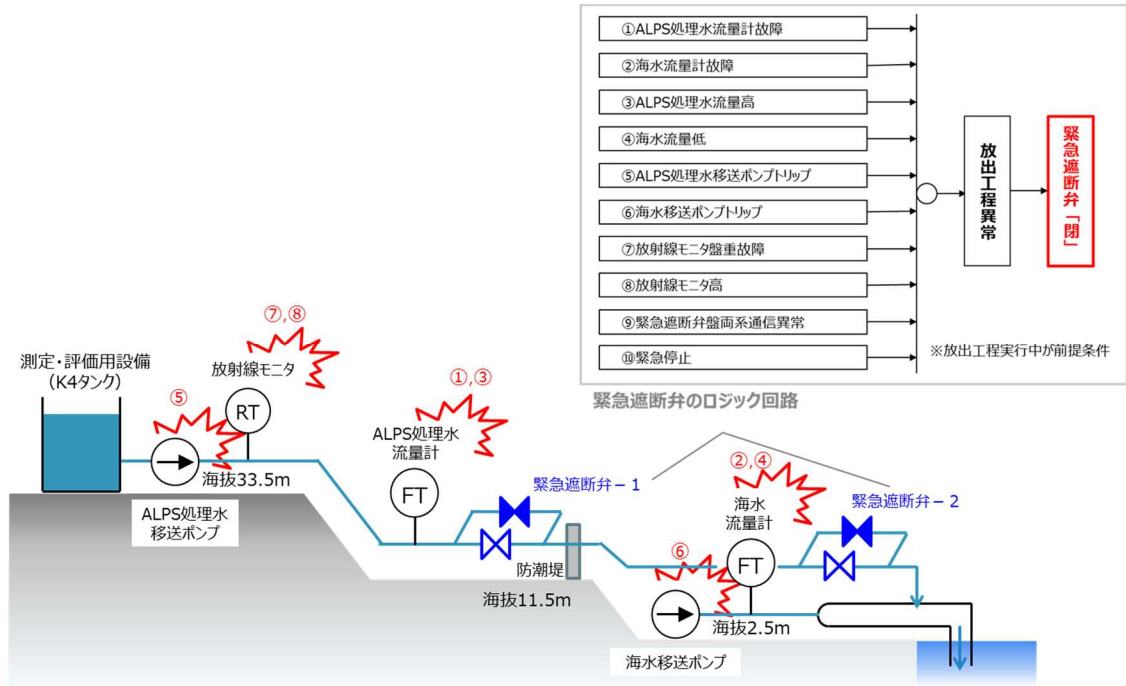 ①ALPS処理水流量計故障
②海水流量計故障
③ALPS処理水流量高
④海水流量低
⑤ALPS処理水移送ポンプトリップ
⑥海水移送ポンプトリップ
⑦放射線モニタ盤重故障
⑧放射線モニタ高
⑨緊急遮断弁盤両系通信異常
⑩緊急停止
放出工程異常
緊急遮断弁「閉」
※放出工程実行中が前提条件
緊急遮断弁のロジック回路
⑦,⑧
測定・評価用設備
(K4タンク)
放射線モニタ
RT
⑤
海抜33.5m
ALPS処理水
移送ポンプ
①,③
ALPS処理水
流量計
FT
緊急遮断弁－1
防潮堤
海抜11.5m
②,④
海水
流量計
FT
緊急遮断弁－2
⑥
海抜2.5m
海水移送ポンプ